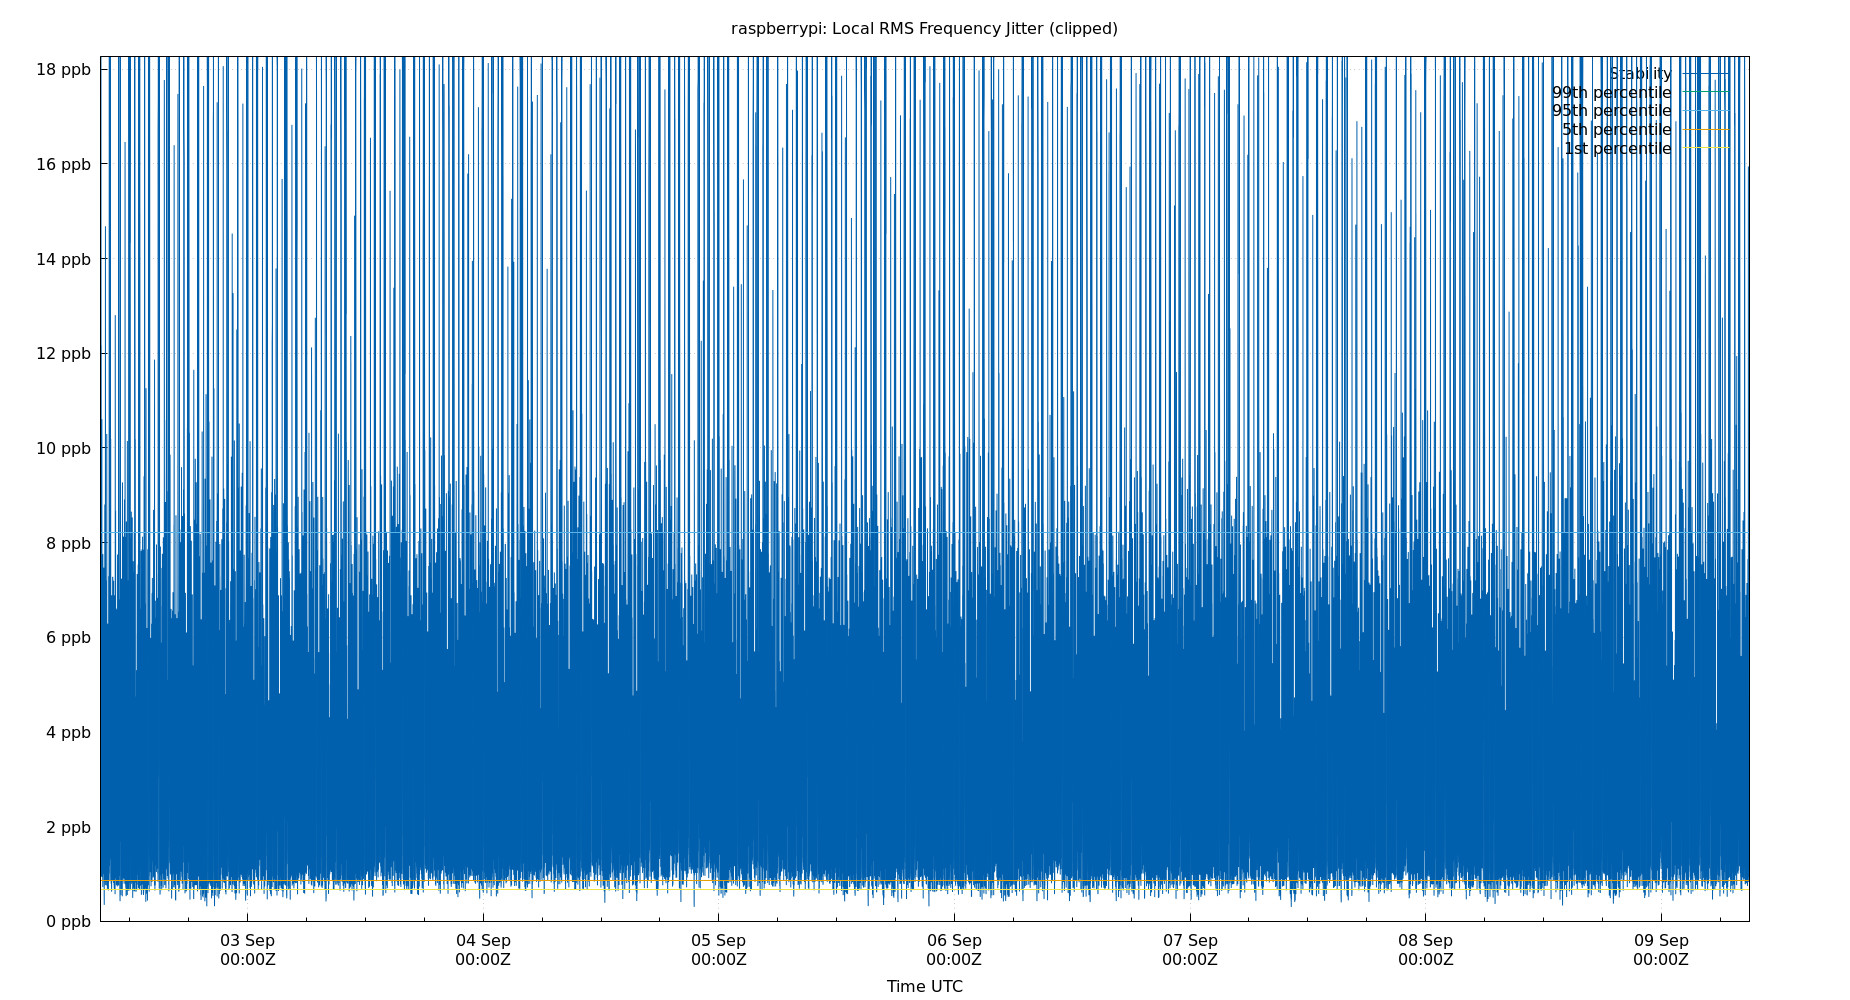 raspberrypi: Local RMS Frequency Jitter (clipped)
18 ppb
16 ppb
14 ppb
12 ppb
10 ppb
8 ppb
6 ppb
4 ppb
2 ppb
0 ppb
Stability
99th percentile
95th percentile
5th percentile
1st percentile
03 Sep 04 Sep 05 Sep 06 Sep 07 Sep 08 Sep 09 Sep
00:00Z 00:00Z 00:00Z 00:00Z 00:00Z 00:00Z 00:00Z
Time UTC